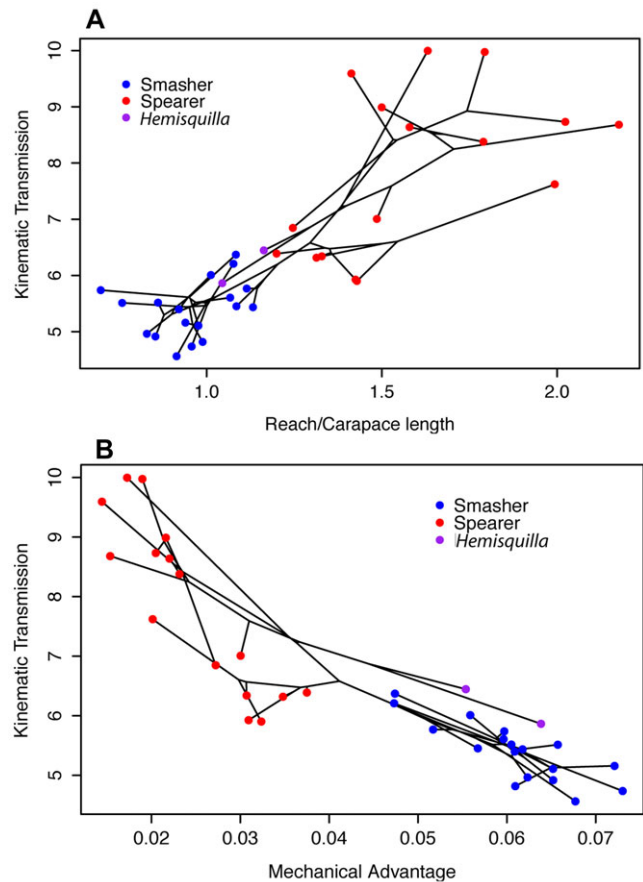 A
Kinetic Transmission
10
9
8
7
6
5
Smasher
Spearer
Hemisquilla
1.0 1.5 2.0
Reach/Carapace length
B
Kinematic Transmission
10
9
8
7
6
5
Smasher
Spearer
Hemisquilla
0.02 0.03 0.04 0.05 0.06 0.07
Mechanical Advantage